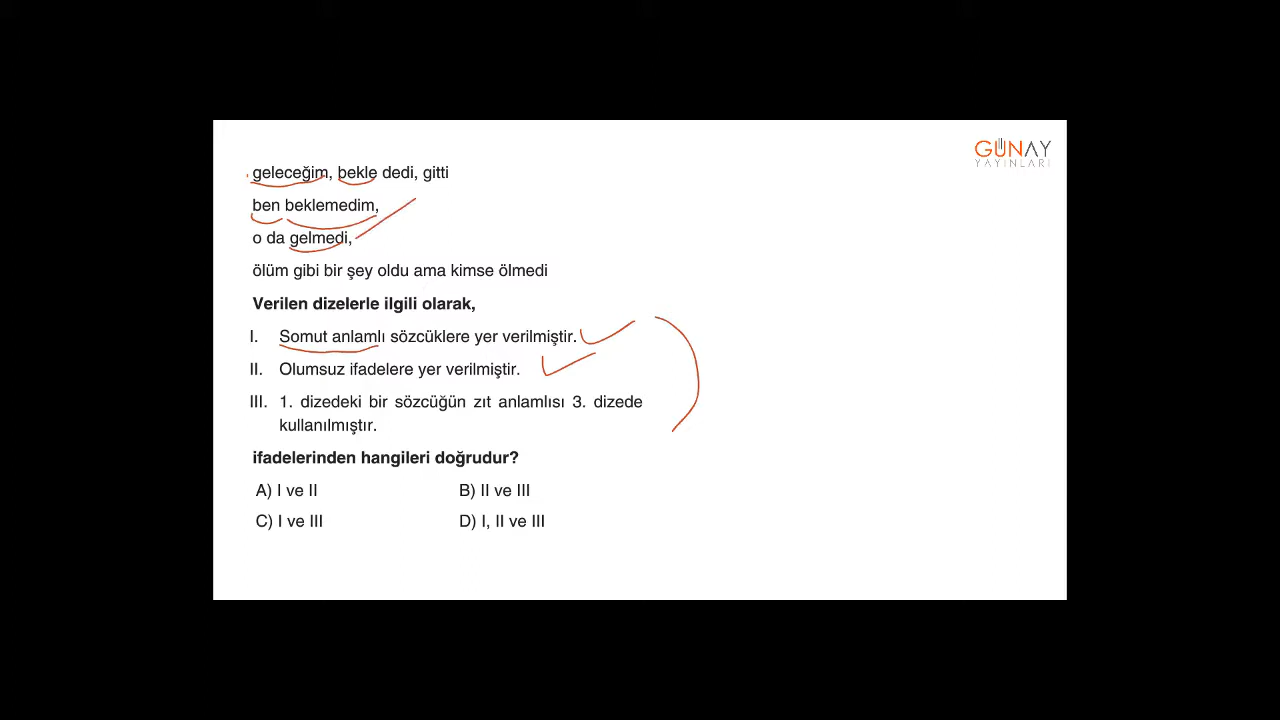 GÜNAY
YAYINLARI
geleceğim, bekle dedi, gitti
ben beklemedim,
o da gelmedi,
ölüm gibi bir şey oldu ama kimse ölmedi
Verilen dizelerle ilgili olarak,
I. Somut anlamlı sözcüklere yer verilmiştir.
II. Olumsuz ifadelere yer verilmiştir.
III. 1. dizedeki bir sözcüğün zıt anlamlısı 3. dizede
kullanılmıştır.
ifadelerinden hangileri doğrudur?
A) I ve II B) II ve III
C) I ve III D) I, II ve III